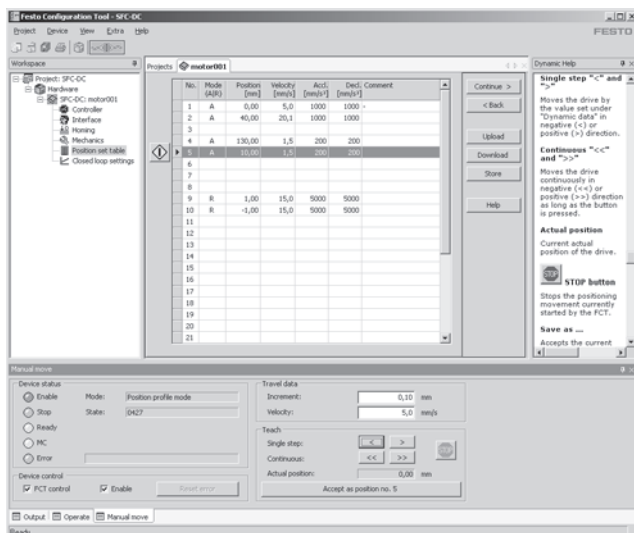 Festo Configuration Tool - SFC-DC
Project Device View Extra Help
FESTO
Workspace
Project: SFC-DC
Hardware
SFC-DC: motor001
Controller
Interface
Homing
Mechanics
Position set table
Closed loop settings
Projects motor001
No. Mode (A|R) Position [mm] Velocity [mm/s] Accl. [mm/s²] Decl. [mm/s²] Comment
1 A 0,00 5,0 1000 1000 -
2 A 40,00 20,1 1000 1000
3
4 A 130,00 1,5 200 200
5 A 10,00 1,5 200 200
6
7
8
9 R 1,00 15,0 5000 5000
10 R -1,00 15,0 5000 5000
11
12
13
14
15
16
17
18
19
20
21
Continue >
< Back
Upload
Download
Store
Help
Dynamic Help
Single step "<" and
">"
Moves the drive by
the value set under
"Dynamic data" in
negative (<) or
positive (>) direction.
Continuous "<<"
and ">>"
Moves the drive
continuously in
negative (<<) or
positive (>>) direction
as long as the button
is pressed.
Actual position
Current actual
position of the drive.
STOP
STOP button
Stops the positioning
movement currently
started by the FCT.
Save as ...
Accepts the current
Manual move
Device status
Enable Mode: Position profile mode
Stop State: 0427
Ready
MC
Error
Device control
FCT control Enable Reset error
Travel data
Increment: 0,10 mm
Velocity: 5,0 mm/s
Teach
Single step: < >
Continuous: << >>
STOP
Actual position: 0,00 mm
Accept as position no. 5
Output Operate Manual move
Ready